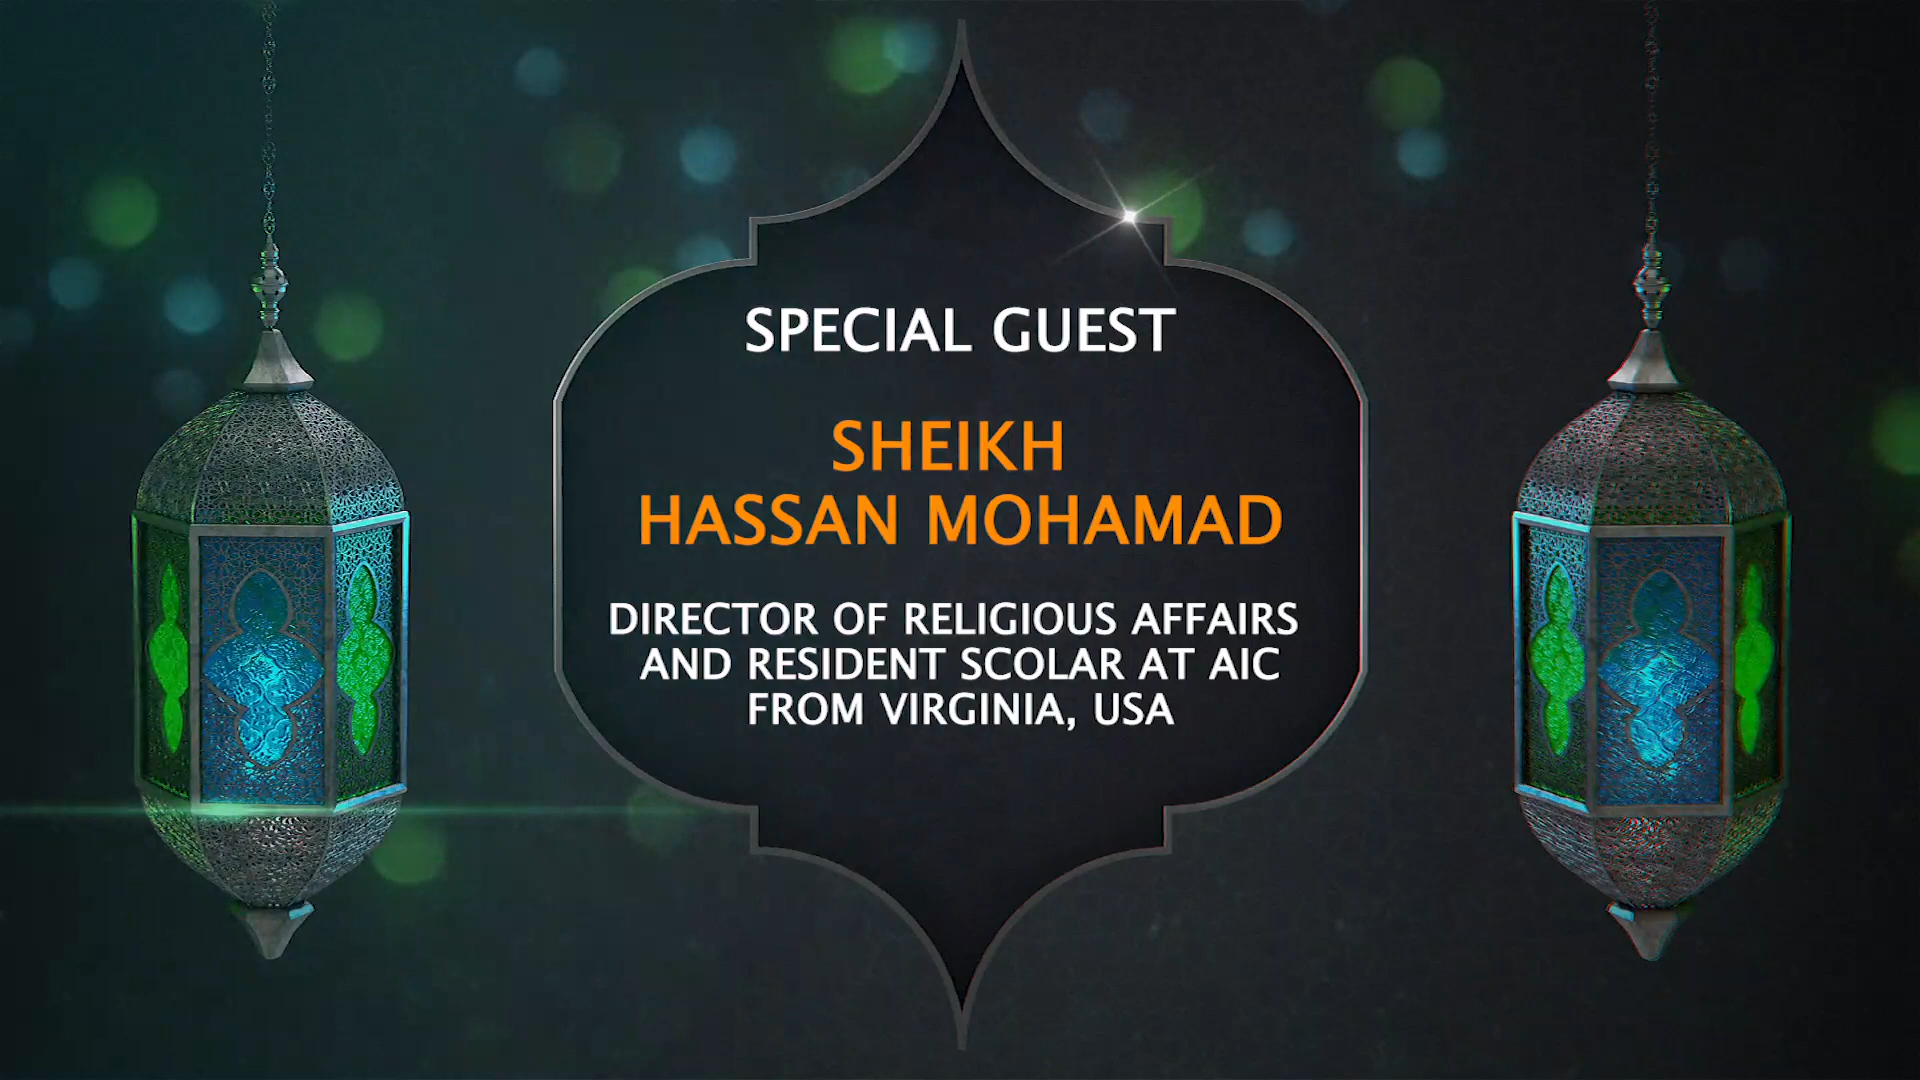 SPECIAL GUEST
SHEIKH
HASSAN MOHAMAD
DIRECTOR OF RELIGIOUS AFFAIRS
AND RESIDENT SCOLAR AT AIC
FROM VIRGINIA, USA